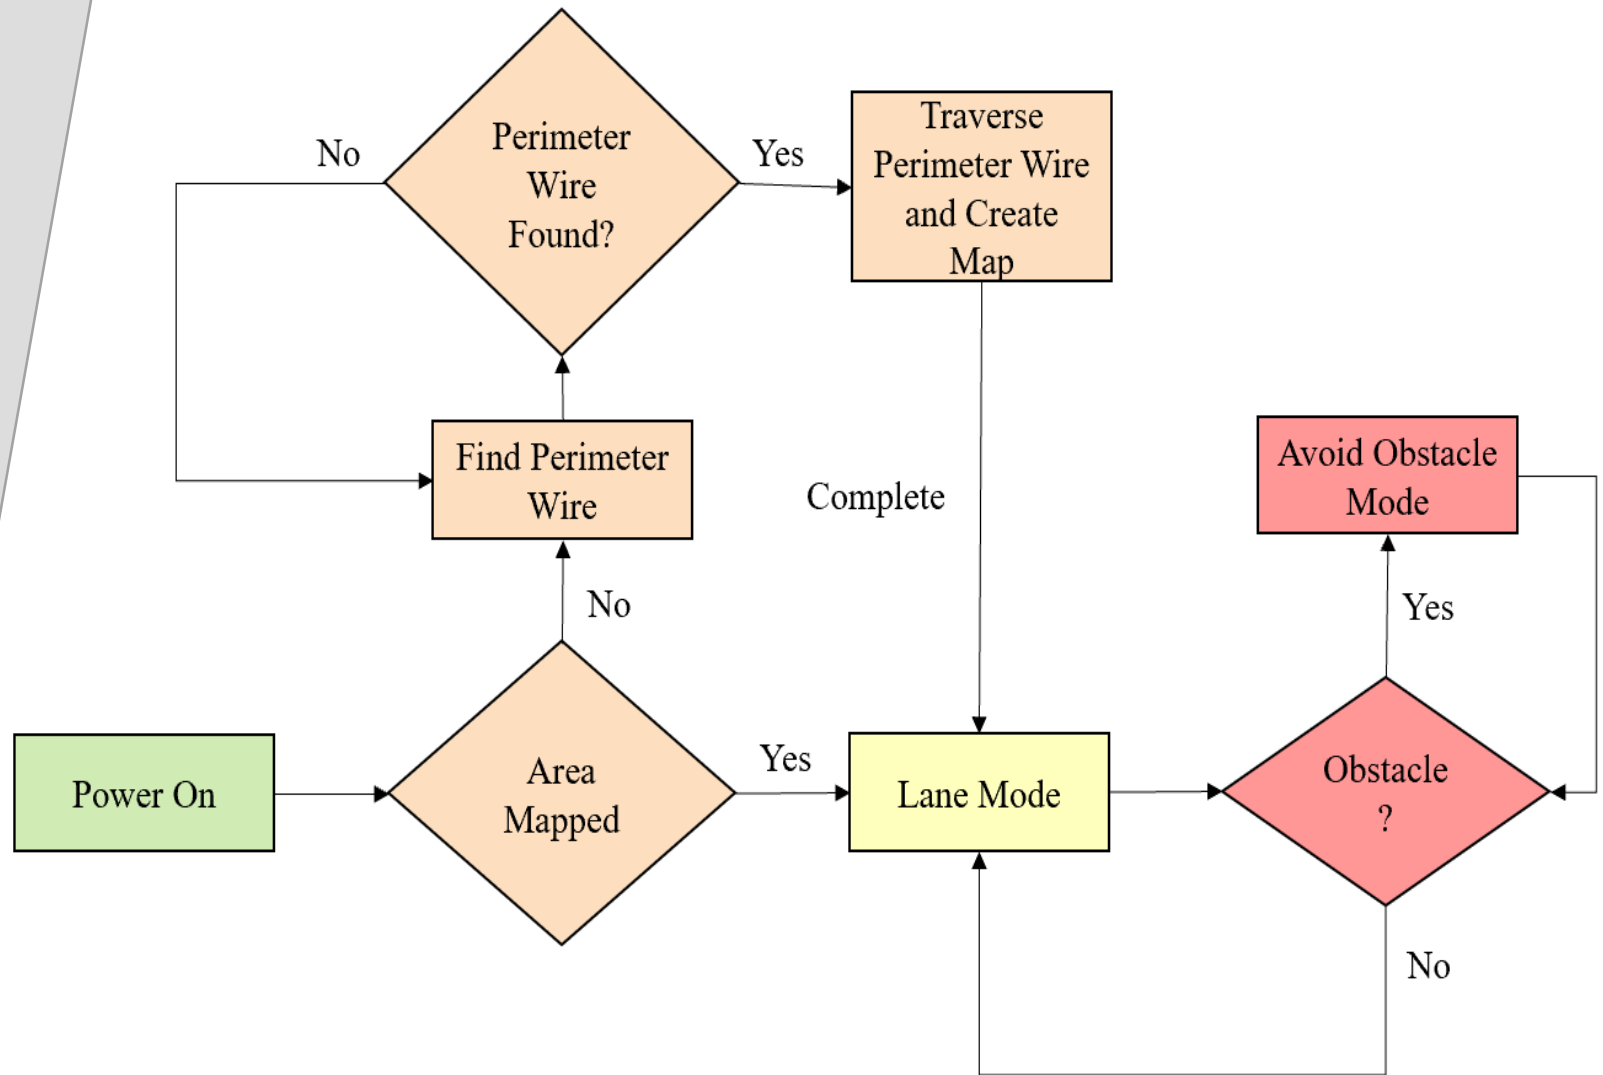 Perimeter
Wire
Found?
No
Yes
Traverse
Perimeter Wire
and Create
Map
Find Perimeter
Wire
Complete
Avoid Obstacle
Mode
No
Yes
Power On
Area
Mapped
Yes
Lane Mode
Obstacle
?
No